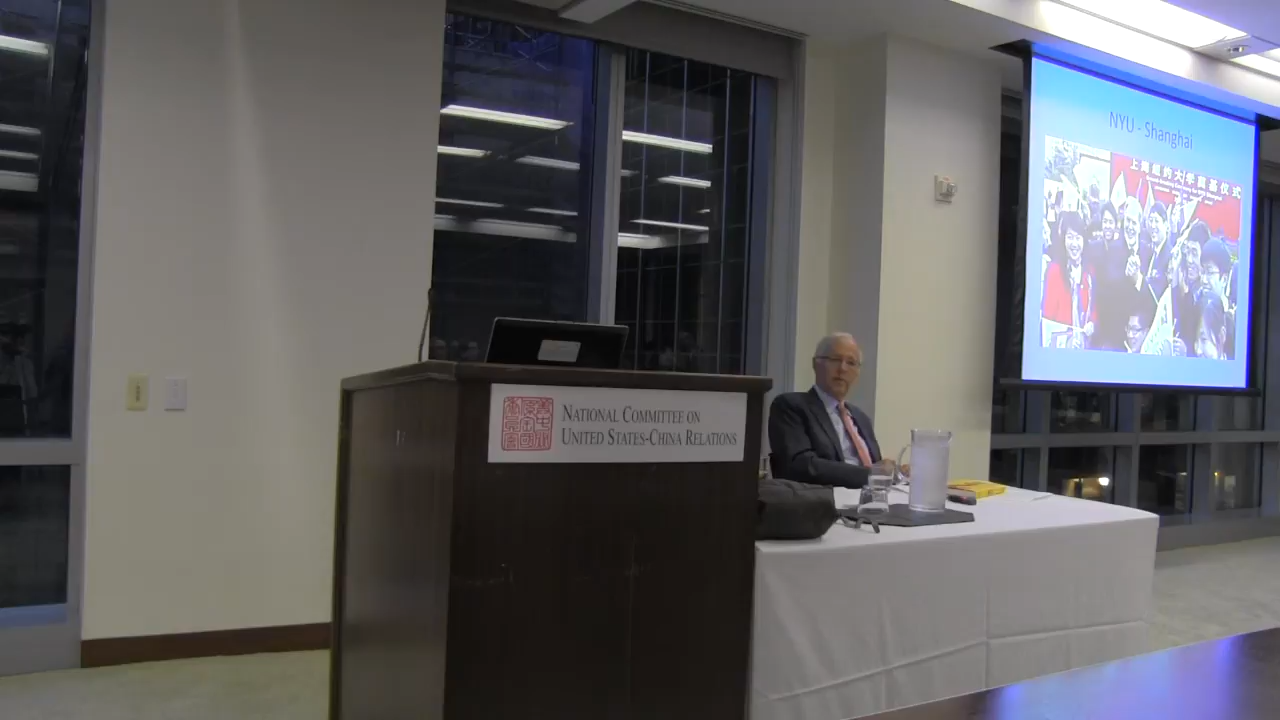 NYU - Shanghai
上海纽约大学奠基仪式
NATIONAL COMMITTEE ON
UNITED STATES-CHINA RELATIONS